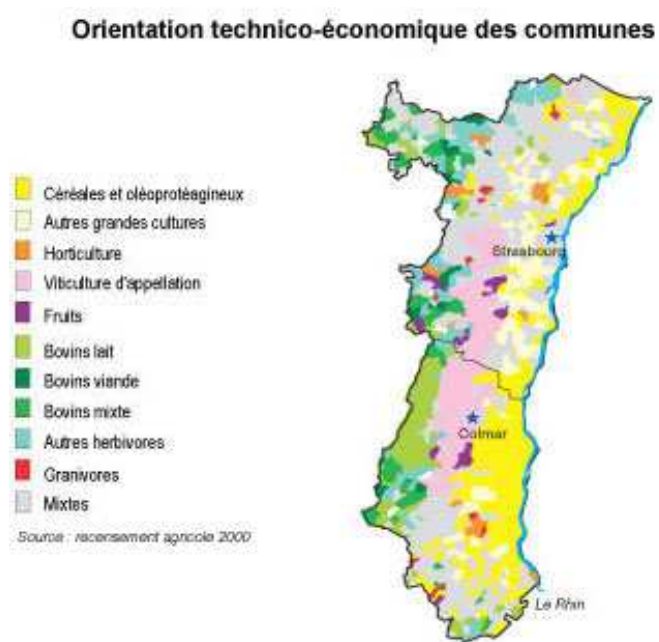 Orientation technico-économique des communes
Céréales et oléoprotéagineux
Autres grandes cultures
Horticulture
Viticulture d'appellation
Fruits
Bovins lait
Bovins viande
Bovins mixte
Autres herbivores
Granivores
Mixtes
Source : recensement agricole 2000
Strasbourg
Colmar
Le Rhin